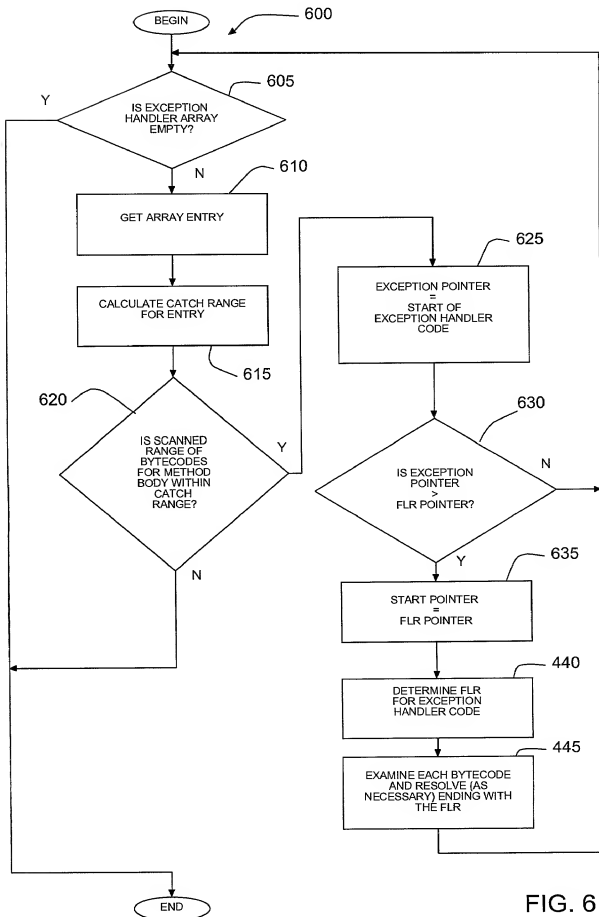 BEGIN
600
605
Y
IS EXCEPTION
HANDLER ARRAY
EMPTY?
N
610
GET ARRAY ENTRY
CALCULATE CATCH RANGE
FOR ENTRY
615
620
IS SCANNED
RANGE OF
BYTECODES
FOR METHOD
BODY WITHIN
CATCH
RANGE?
Y
N
625
EXCEPTION POINTER
=
START OF
EXCEPTION HANDLER
CODE
630
IS EXCEPTION
POINTER
>
FLR POINTER?
N
Y
635
START POINTER
=
FLR POINTER
440
DETERMINE FLR
FOR EXCEPTION
HANDLER CODE
445
EXAMINE EACH BYTECODE
AND RESOLVE (AS
NECESSARY) ENDING WITH
THE FLR
END
FIG. 6